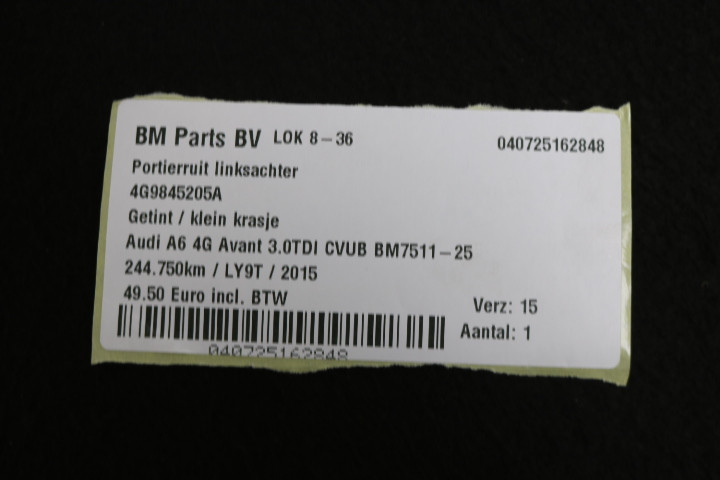 BM Parts BV LOK 8-36 040725162848
Portierruit linksachter
4G9845205A
Getint / klein krasje
Audi A6 4G Avant 3.0TDI CVUB BM7511-25
244.750km / LY9T / 2015
49.50 Euro incl. BTW Verz: 15
Aantal: 1
040725162848